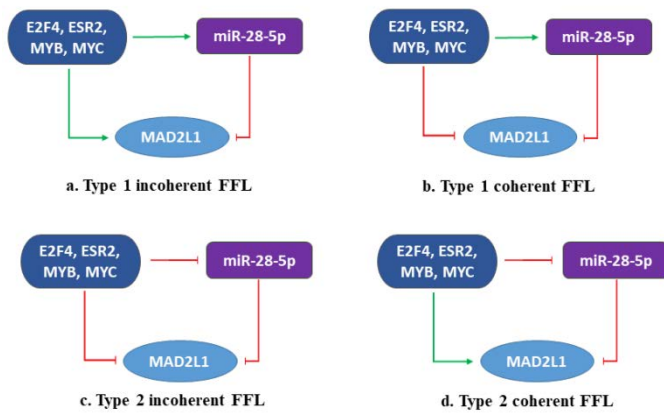 E2F4, ESR2,
MYB, MYC
miR-28-5p
MAD2L1
a. Type 1 incoherent FFL
E2F4, ESR2,
MYB, MYC
miR-28-5p
MAD2L1
b. Type 1 coherent FFL
E2F4, ESR2,
MYB, MYC
miR-28-5p
MAD2L1
c. Type 2 incoherent FFL
E2F4, ESR2,
MYB, MYC
miR-28-5p
MAD2L1
d. Type 2 coherent FFL